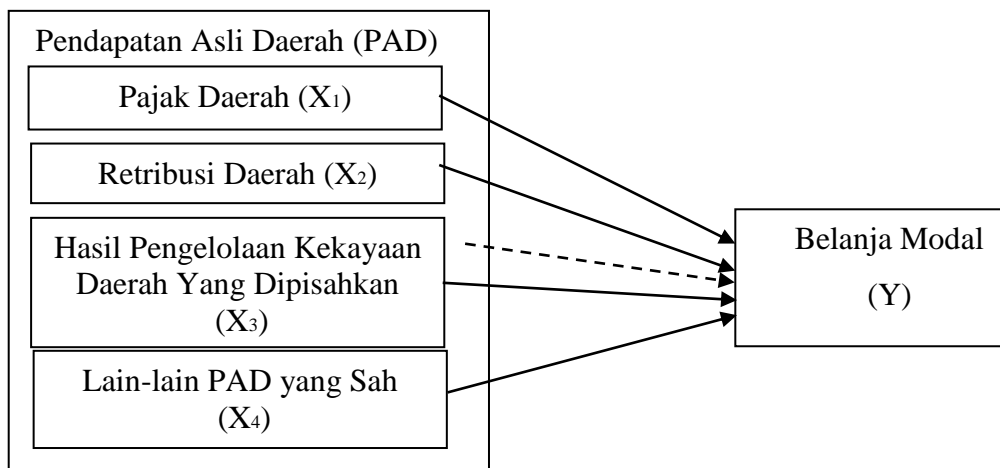 Pendapatan Asli Daerah (PAD)
Pajak Daerah (X₁)
Retribusi Daerah (X₂)
Hasil Pengelolaan Kekayaan
Daerah Yang Dipisahkan
(X₃)
Lain-lain PAD yang Sah
(X₄)
Belanja Modal
(Y)